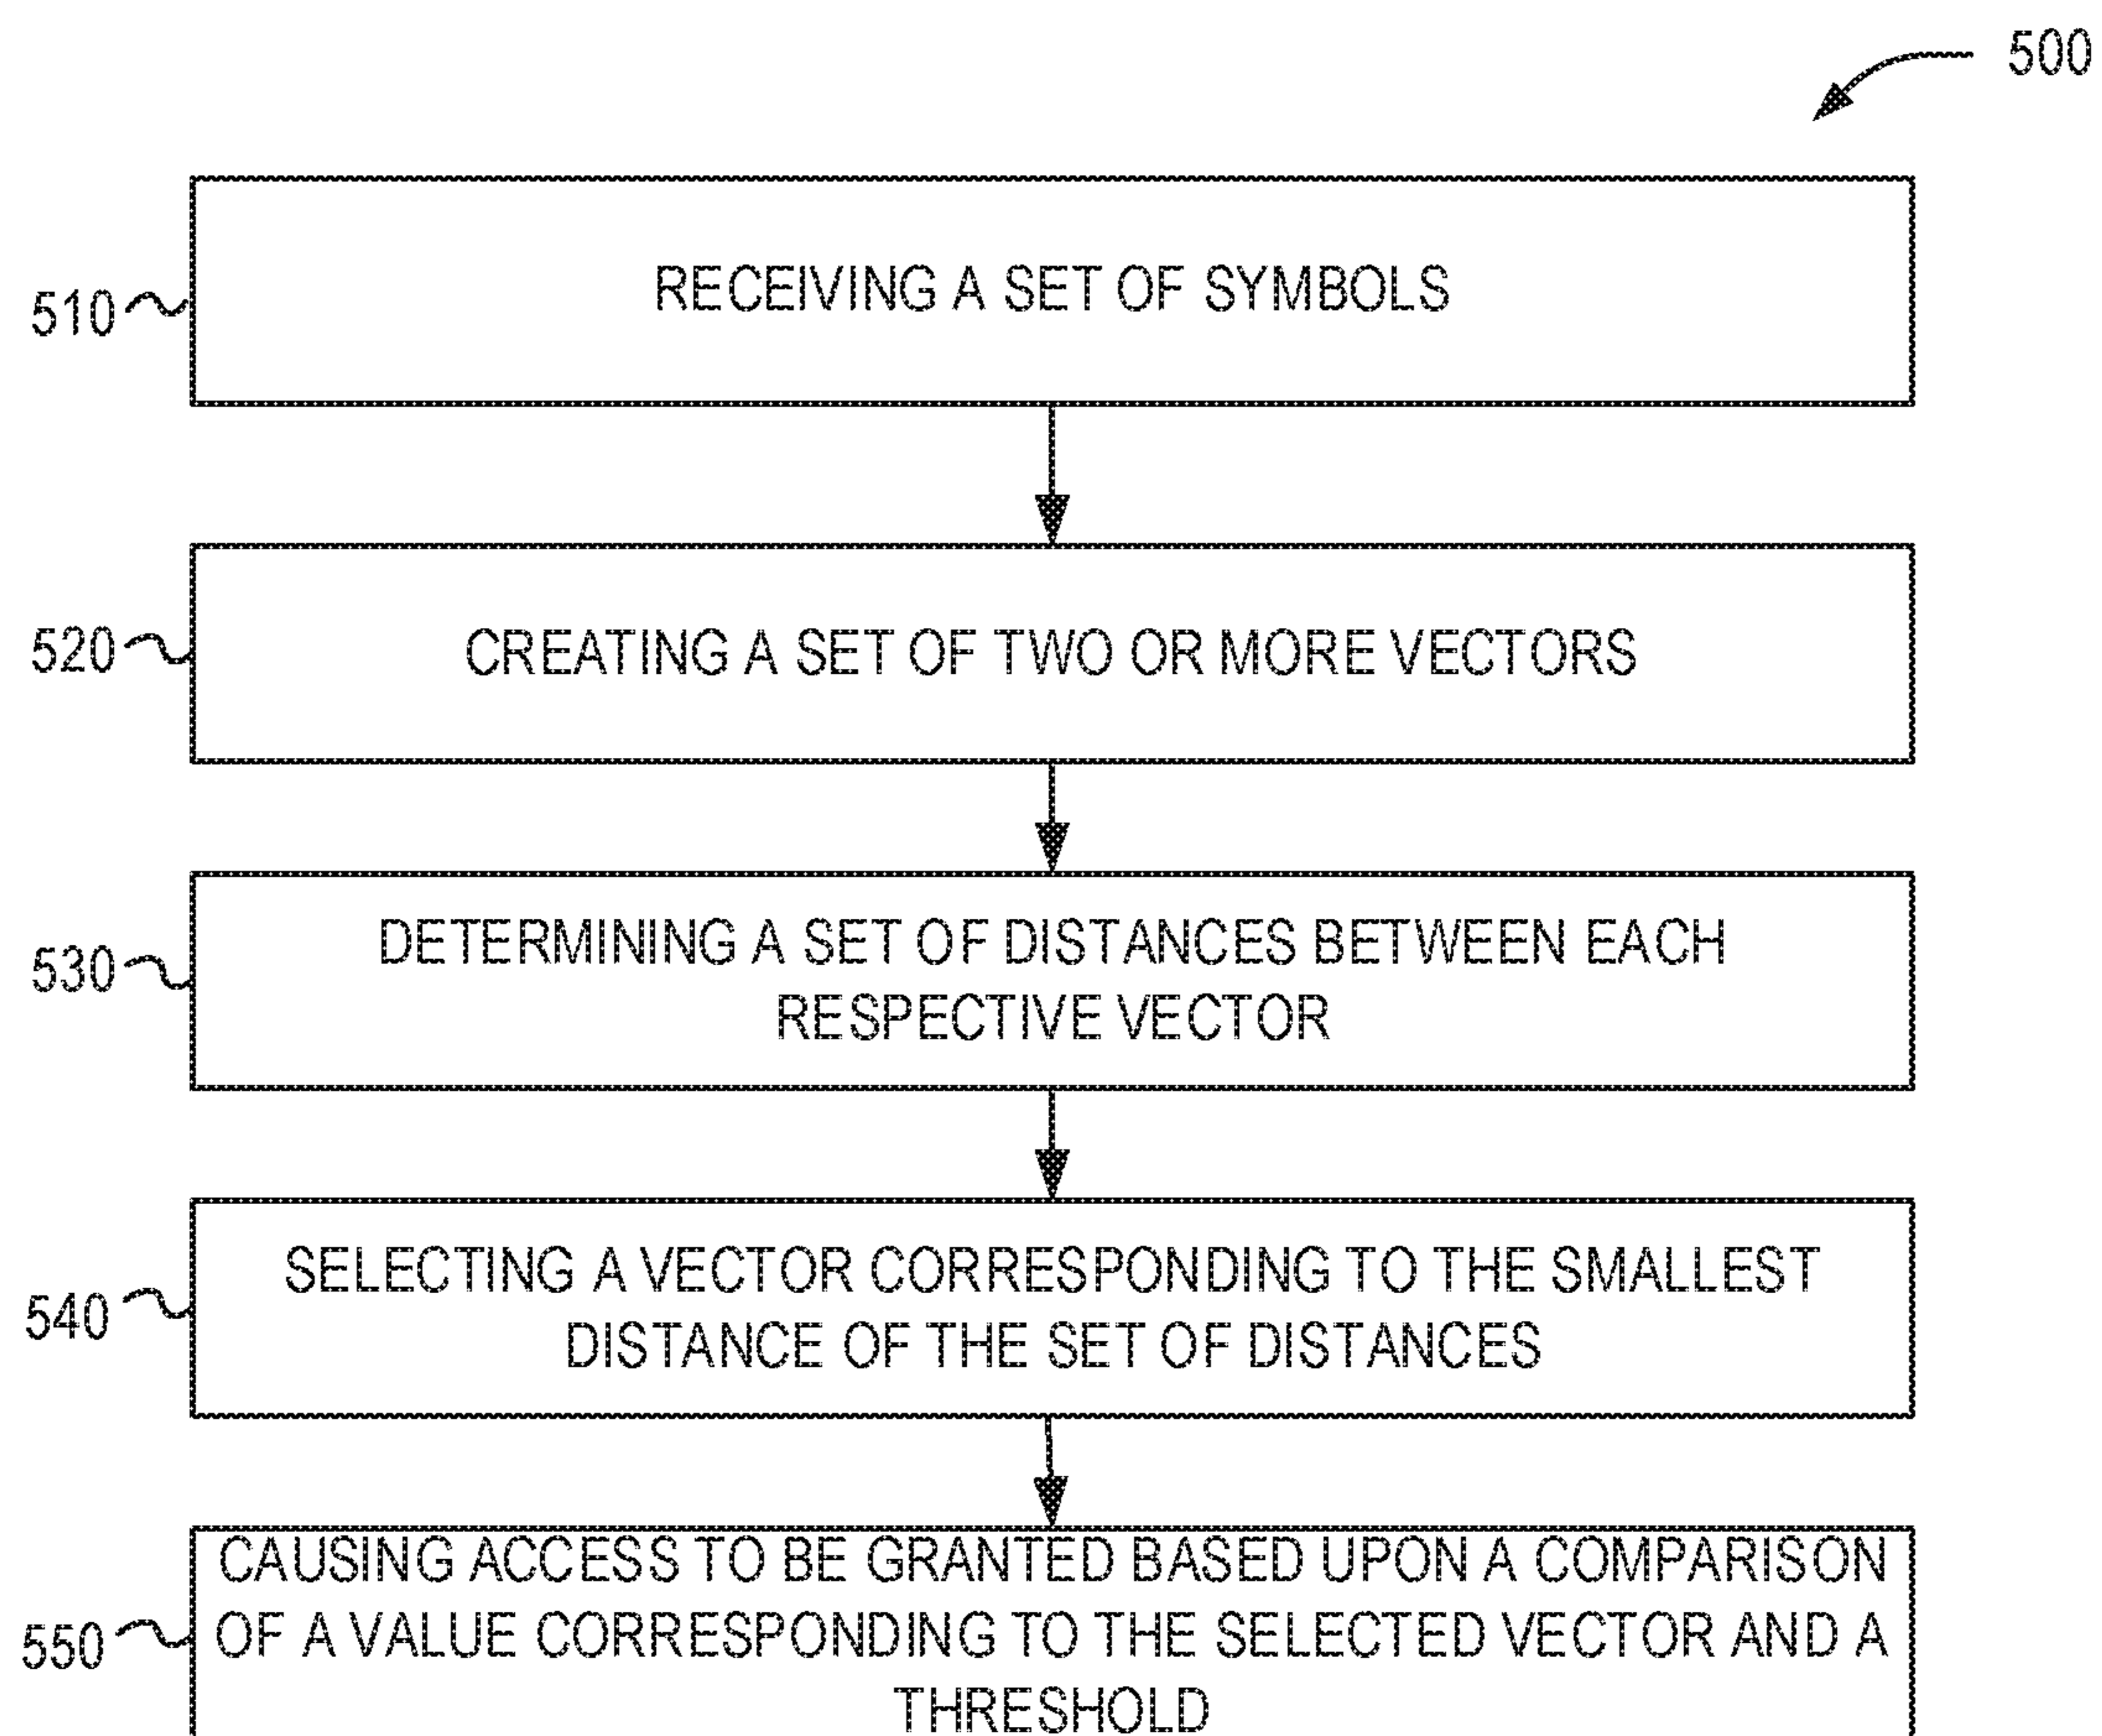 500
510
RECEIVING A SET OF SYMBOLS
520
CREATING A SET OF TWO OR MORE VECTORS
530
DETERMINING A SET OF DISTANCES BETWEEN EACH
RESPECTIVE VECTOR
540
SELECTING A VECTOR CORRESPONDING TO THE SMALLEST
DISTANCE OF THE SET OF DISTANCES
550
CAUSING ACCESS TO BE GRANTED BASED UPON A COMPARISON
OF A VALUE CORRESPONDING TO THE SELECTED VECTOR AND A
THRESHOLD